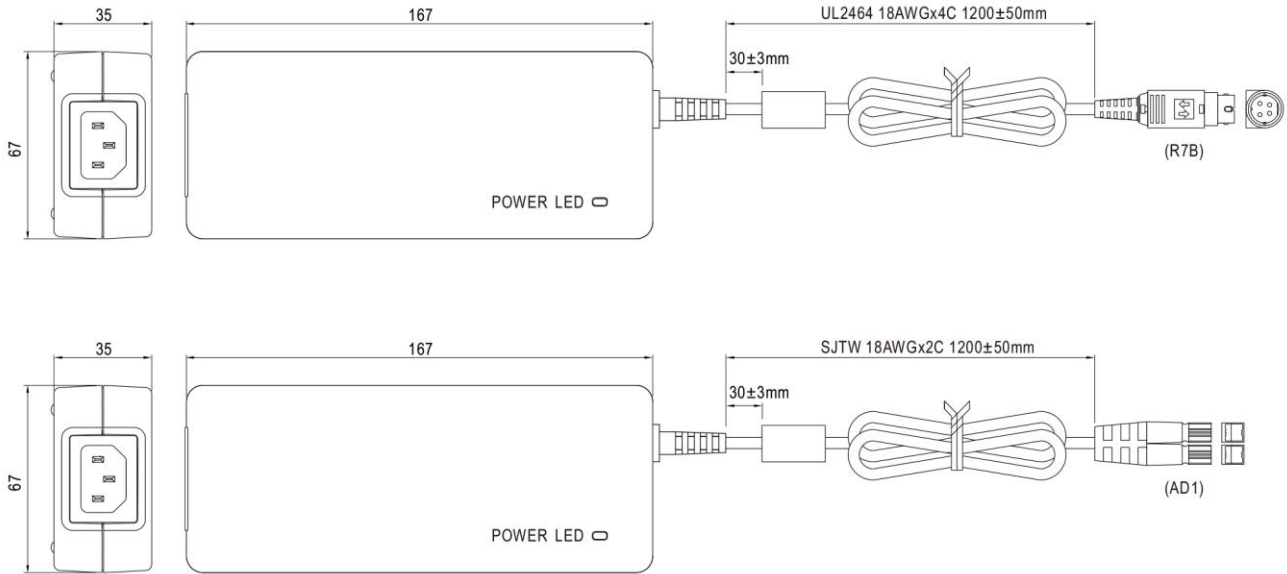 35
167
UL2464 18AWGx4C 1200±50mm
30±3mm
67
POWER LED
(R7B)
35
167
SJTW 18AWGx2C 1200±50mm
30±3mm
67
POWER LED
(AD1)